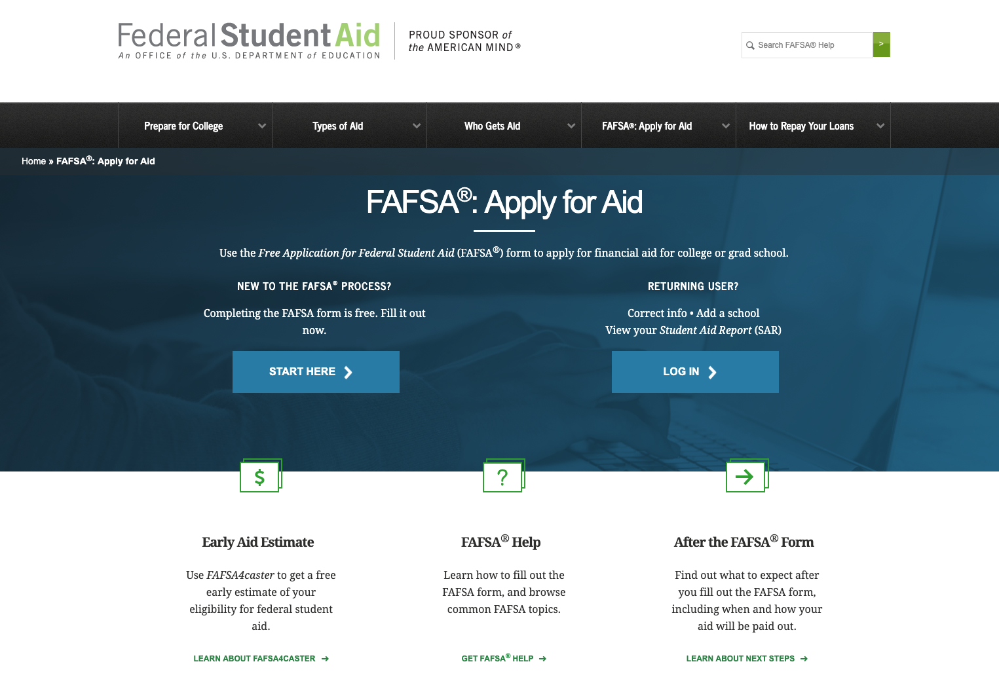 Federal Student Aid
An OFFICE of the U.S. DEPARTMENT of EDUCATION
PROUD SPONSOR of
the AMERICAN MIND®
Search FAFSA® Help
>
Prepare for College
Types of Aid
Who Gets Aid
FAFSA®: Apply for Aid
How to Repay Your Loans
Home » FAFSA®: Apply for Aid
FAFSA®: Apply for Aid
Use the Free Application for Federal Student Aid (FAFSA®) form to apply for financial aid for college or grad school.
NEW TO THE FAFSA® PROCESS?
Completing the FAFSA form is free. Fill it out
now.
START HERE
RETURNING USER?
Correct info • Add a school
View your Student Aid Report (SAR)
LOG IN
$
Early Aid Estimate
Use FAFSA4caster to get a free
early estimate of your
eligibility for federal student
aid.
LEARN ABOUT FAFSA4CASTER →
?
FAFSA® Help
Learn how to fill out the
FAFSA form, and browse
common FAFSA topics.
GET FAFSA® HELP →
→
After the FAFSA® Form
Find out what to expect after
you fill out the FAFSA form,
including when and how your
aid will be paid out.
LEARN ABOUT NEXT STEPS →